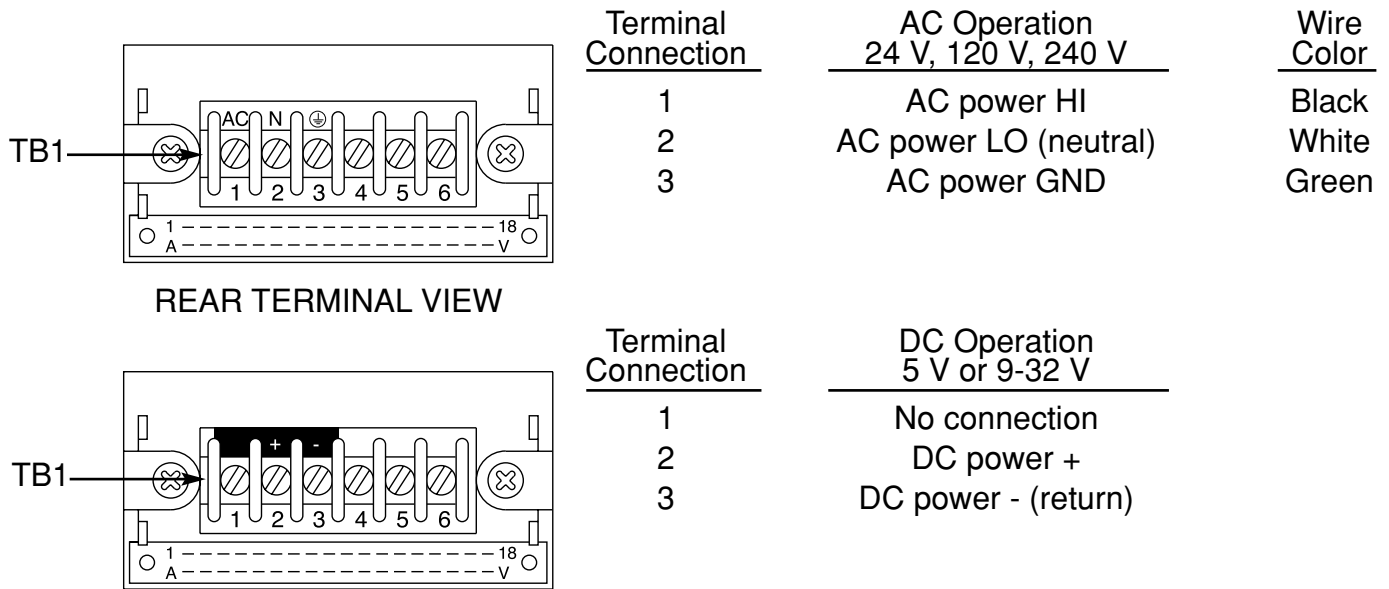 Terminal Connection
AC Operation
24 V, 120 V, 240 V
Wire Color
1 AC power HI Black
2 AC power LO (neutral) White
3 AC power GND Green
TB1
AC N
1 2 3 4 5 6
1 18
A V
REAR TERMINAL VIEW
Terminal Connection
DC Operation
5 V or 9-32 V
1 No connection
2 DC power +
3 DC power - (return)
TB1
+ -
1 2 3 4 5 6
1 18
A V